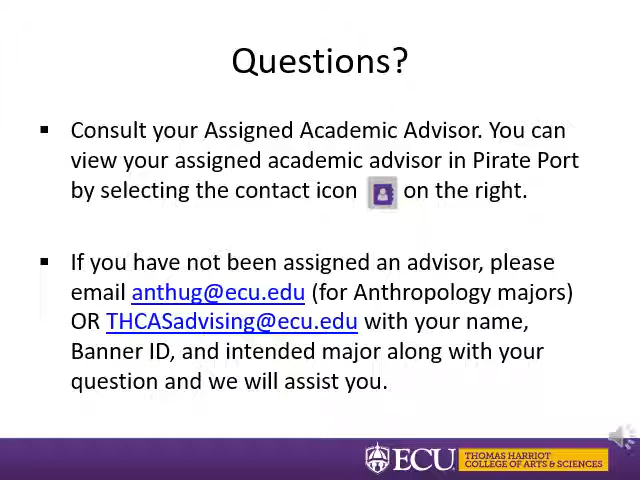 Questions?
▪ Consult your Assigned Academic Advisor. You can
view your assigned academic advisor in Pirate Port
by selecting the contact icon on the right.
▪ If you have not been assigned an advisor, please
email anthug@ecu.edu (for Anthropology majors)
OR THCASadvising@ecu.edu with your name,
Banner ID, and intended major along with your
question and we will assist you.
ECU
THOMAS HARRIOT
COLLEGE OF ARTS & SCIENCES